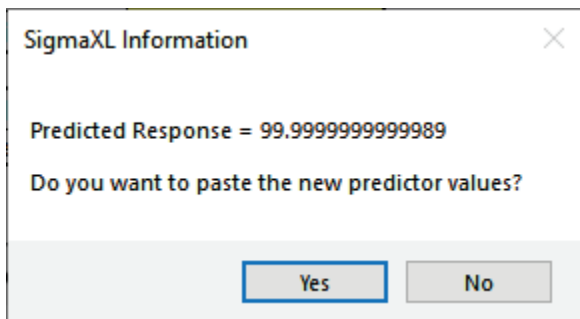 SigmaXL Information
Predicted Response = 99.9999999999989
Do you want to paste the new predictor values?
Yes
No